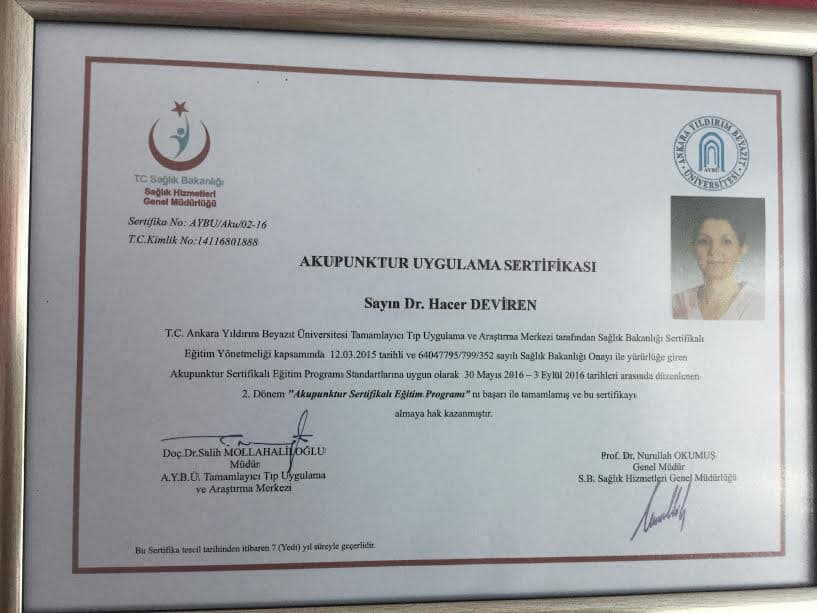 T.C. Sağlık Bakanlığı
Sağlık Hizmetleri
Genel Müdürlüğü
ANKARA YILDIRIM BEYAZIT ÜNİVERSİTESİ
AYBÜ
Sertifika No: AYBU/Aku/02-16
T.C.Kimlik No:14116801888
AKUPUNKTUR UYGULAMA SERTİFİKASI
Sayın Dr. Hacer DEVİREN
T.C. Ankara Yıldırım Beyazıt Üniversitesi Tamamlayıcı Tıp Uygulama ve Araştırma Merkezi tarafından Sağlık Bakanlığı Sertifikalı
Eğitim Yönetmeliği kapsamında 12.03.2015 tarihli ve 64047795/799/352 sayılı Sağlık Bakanlığı Onayı ile yürürlüğe giren
Akupunktur Sertifikalı Eğitim Programı Standartlarına uygun olarak 30 Mayıs 2016 – 3 Eylül 2016 tarihleri arasında düzenlenen
2. Dönem "Akupunktur Sertifikalı Eğitim Programı" nı başarı ile tamamlamış ve bu sertifikayı
almaya hak kazanmıştır.
Doç.Dr.Salih MOLLAHALİLOĞLU
Müdür
A.Y.B.Ü. Tamamlayıcı Tıp Uygulama
ve Araştırma Merkezi
Prof. Dr. Nurullah OKUMUŞ
Genel Müdür
S.B. Sağlık Hizmetleri Genel Müdürlüğü
Bu Sertifika tescil tarihinden itibaren 7 (Yedi) yıl süreyle geçerlidir.